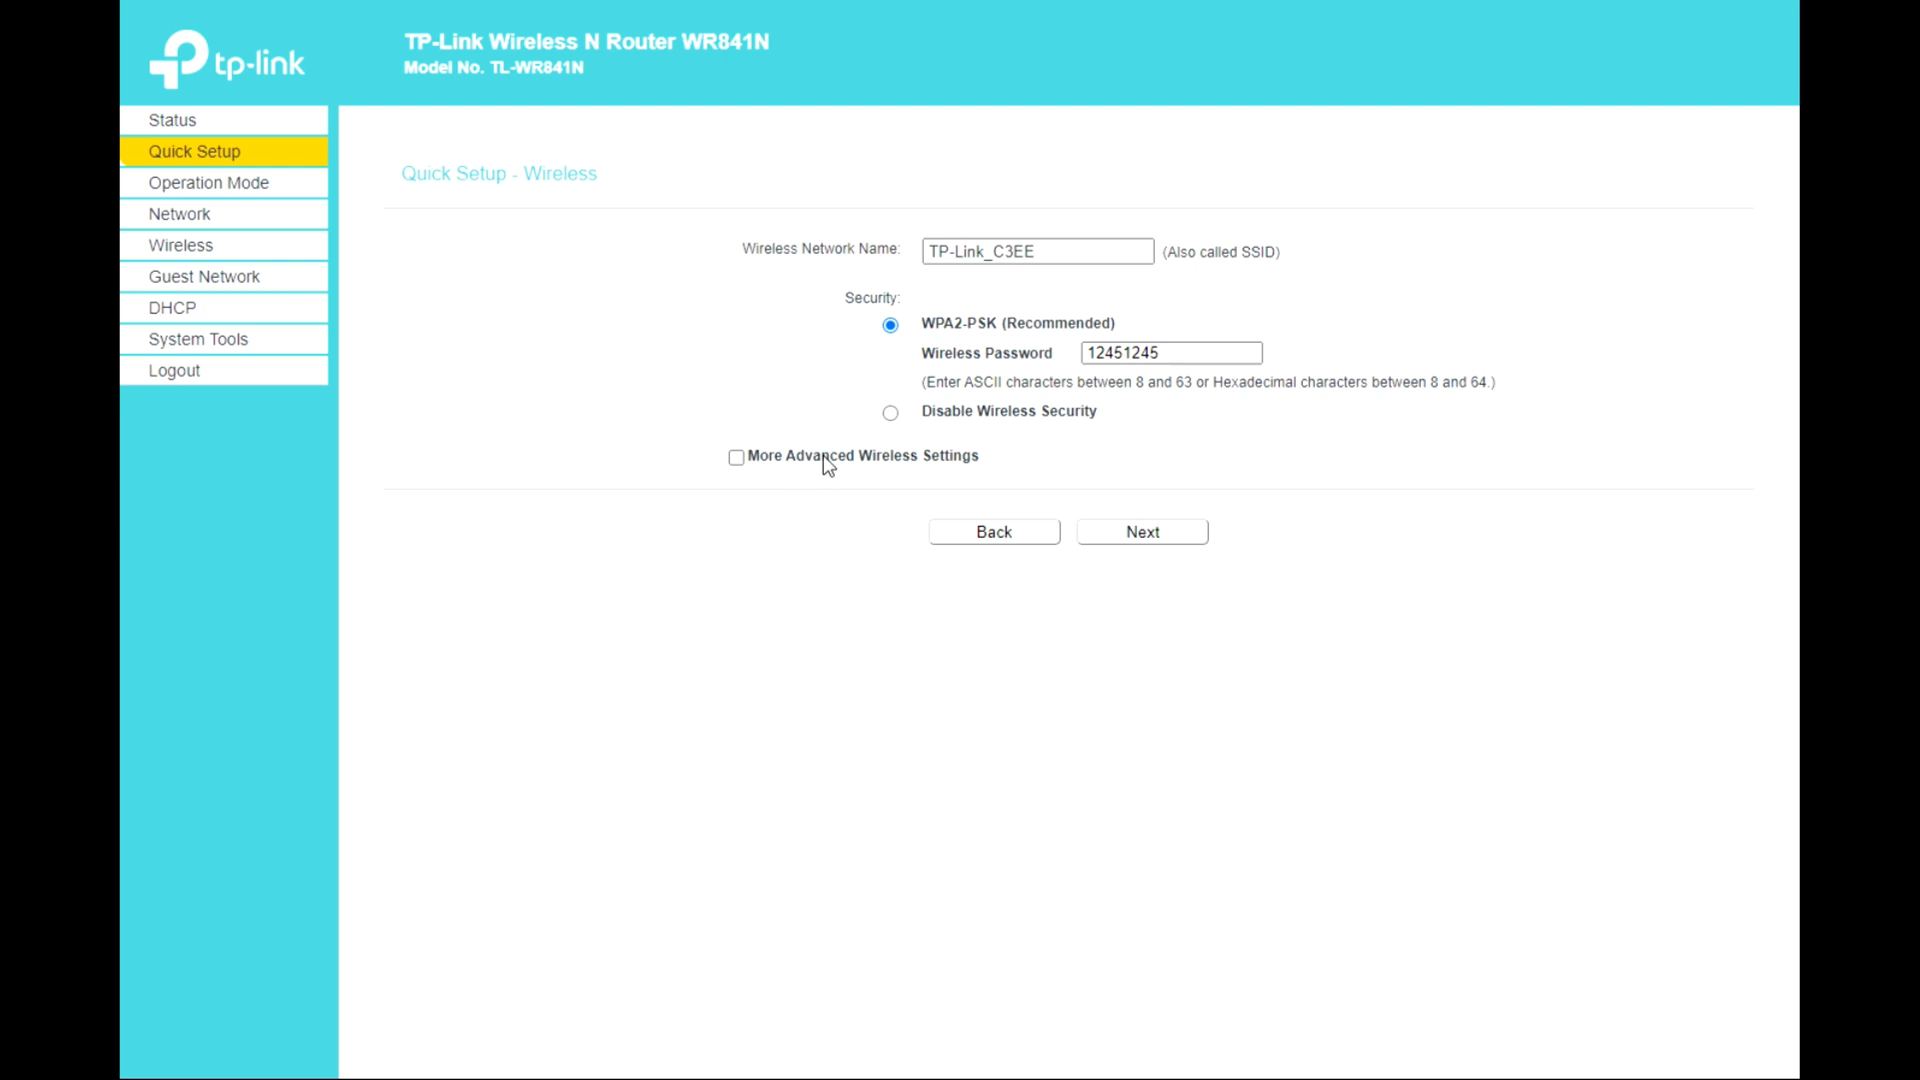 tp-link
TP-Link Wireless N Router WR841N
Model No. TL-WR841N
Status
Quick Setup
Operation Mode
Network
Wireless
Guest Network
DHCP
System Tools
Logout
Quick Setup - Wireless
Wireless Network Name: TP-Link_C3EE (Also called SSID)
Security:
WPA2-PSK (Recommended)
Wireless Password 12451245
(Enter ASCII characters between 8 and 63 or Hexadecimal characters between 8 and 64.)
Disable Wireless Security
More Advanced Wireless Settings
Back Next